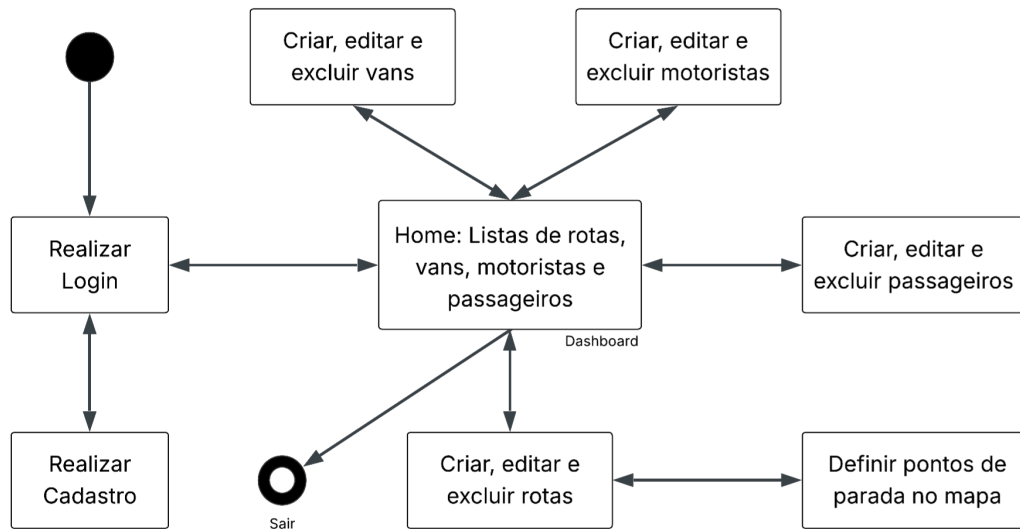 Criar, editar e
excluir vans
Criar, editar e
excluir motoristas
Realizar
Login
Home: Listas de rotas,
vans, motoristas e
passageiros
Dashboard
Criar, editar e
excluir passageiros
Realizar
Cadastro
Sair
Criar, editar e
excluir rotas
Definir pontos de
parada no mapa